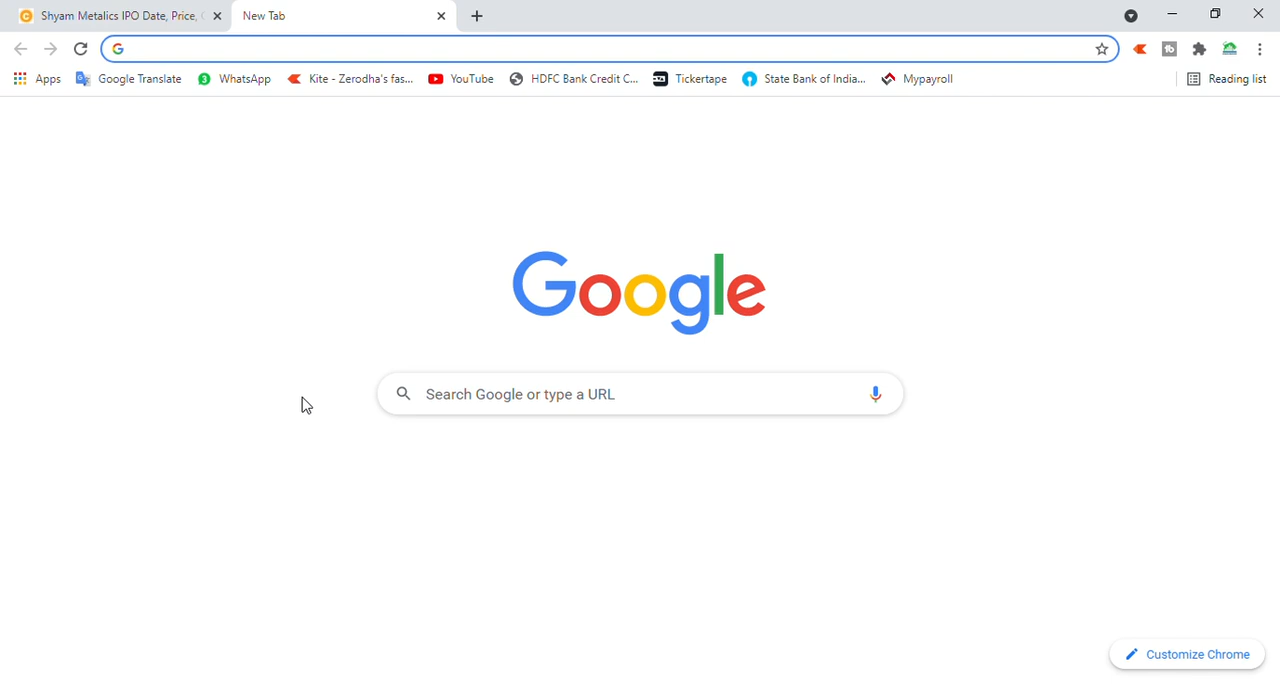 Shyam Metalics IPO Date, Price,
New Tab
Apps
Google Translate
3
WhatsApp
Kite - Zerodha's fas...
YouTube
HDFC Bank Credit C...
Tickertape
State Bank of India...
Mypayroll
Reading list
Google
Search Google or type a URL
Customize Chrome